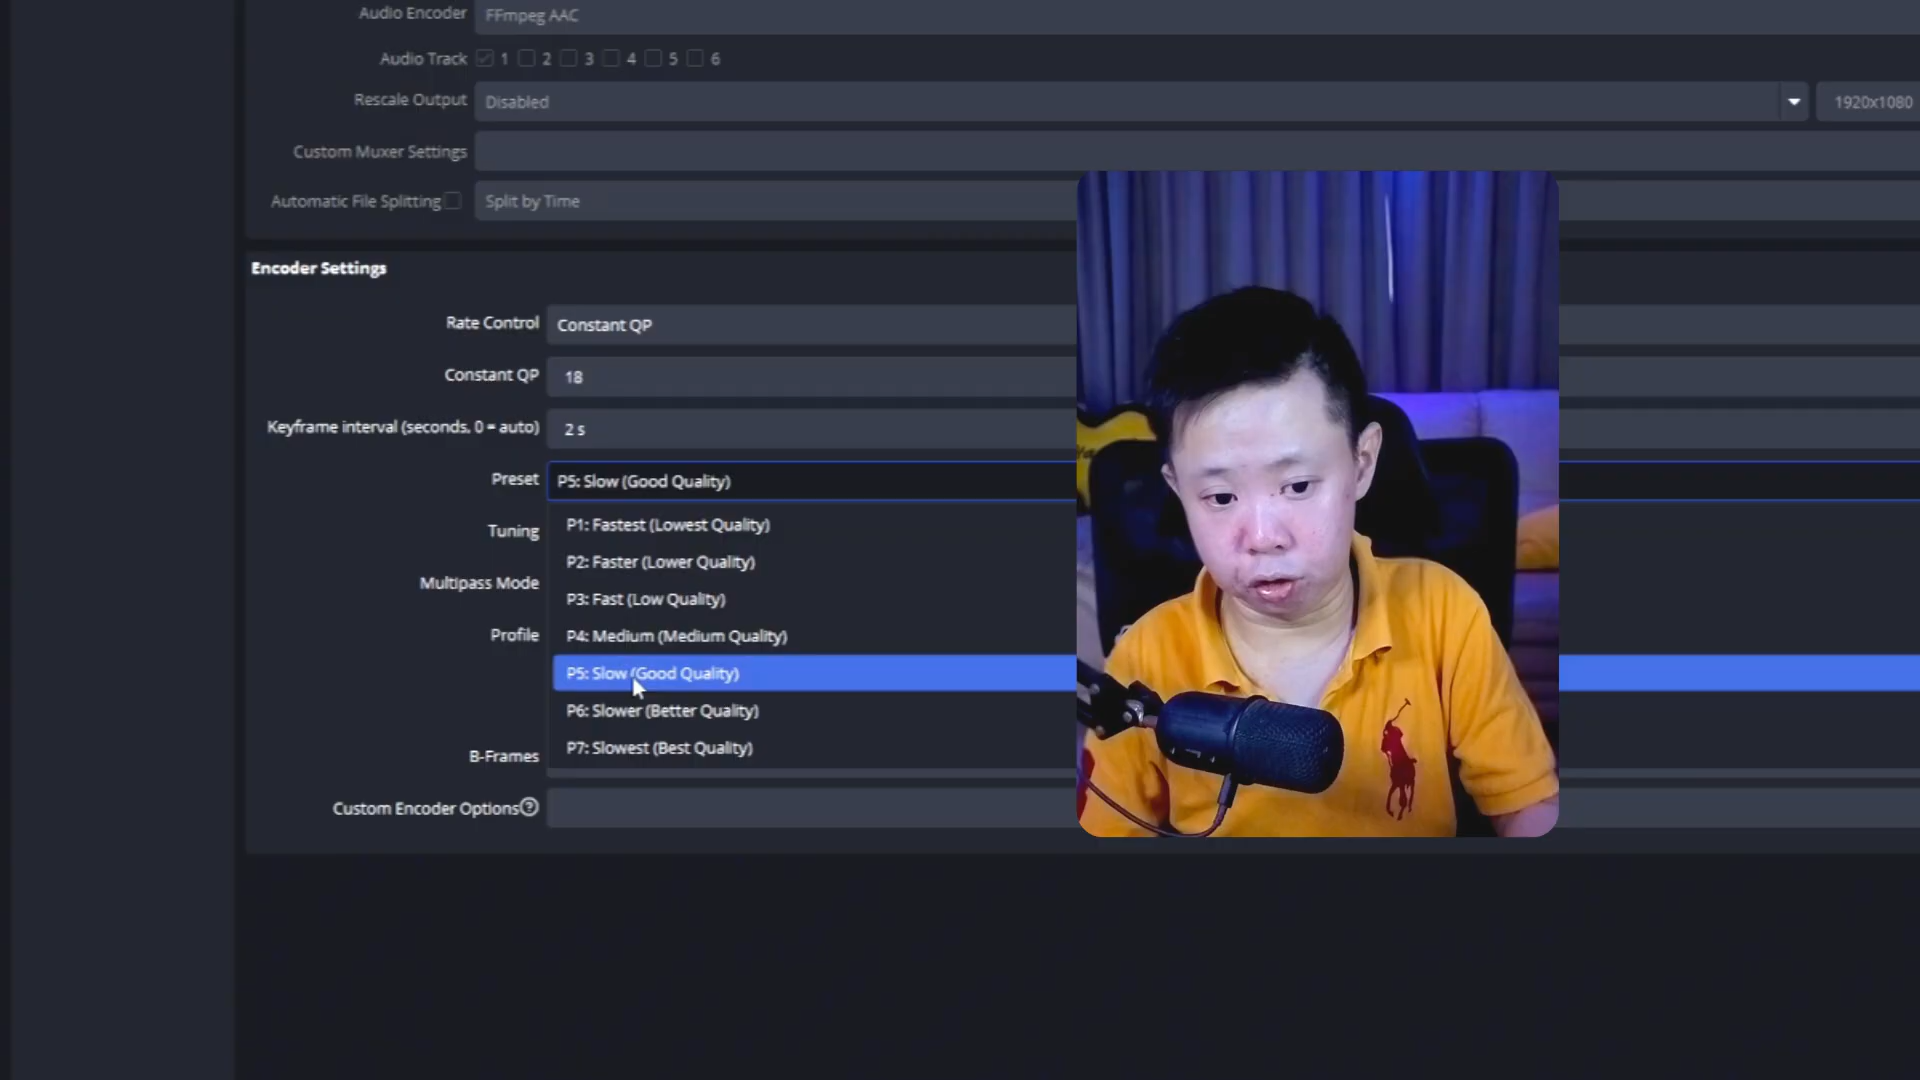 Audio Encoder FFmpeg AAC
Audio Track 1 2 3 4 5 6
Rescale Output Disabled 1920x1080
Custom Muxer Settings
Automatic File Splitting Split by Time
Encoder Settings
Rate Control Constant QP
Constant QP 18
Keyframe interval (seconds, 0 = auto) 2 s
Preset P5: Slow (Good Quality)
P1: Fastest (Lowest Quality)
Tuning
P2: Faster (Lower Quality)
Multipass Mode
P3: Fast (Low Quality)
Profile P4: Medium (Medium Quality)
P5: Slow (Good Quality)
P6: Slower (Better Quality)
P7: Slowest (Best Quality)
B-Frames
Custom Encoder Options